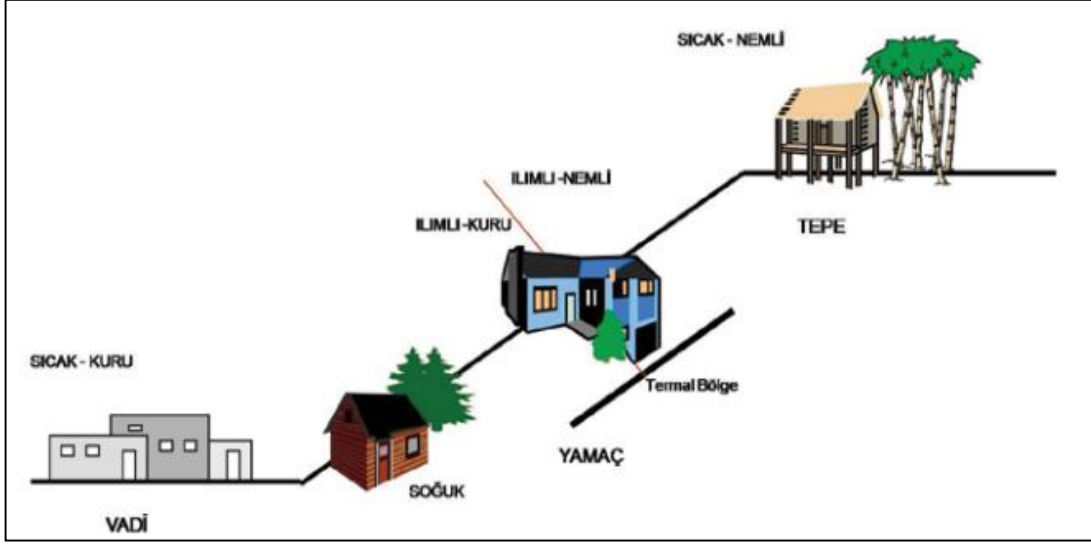 SICAK - NEMLİ
ILIMLI-NEMLİ
ILIMLI-KURU
TEPE
SICAK - KURU
Termal Bölge
YAMAÇ
SOĞUK
VADİ